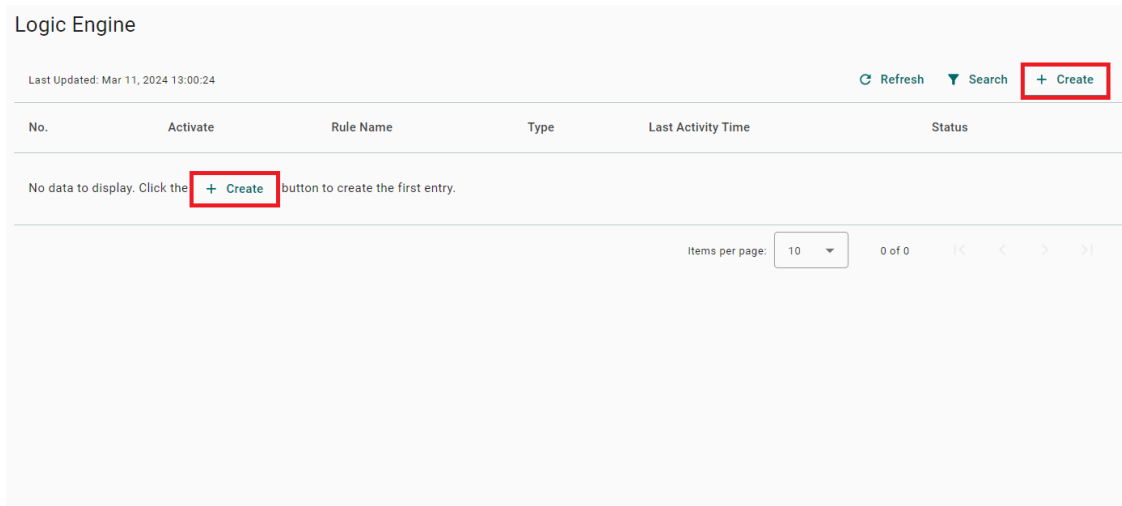 Logic Engine
Last Updated: Mar 11, 2024 13:00:24 Refresh Search + Create
No. Activate Rule Name Type Last Activity Time Status
No data to display. Click the + Create button to create the first entry.
Items per page: 10 0 of 0